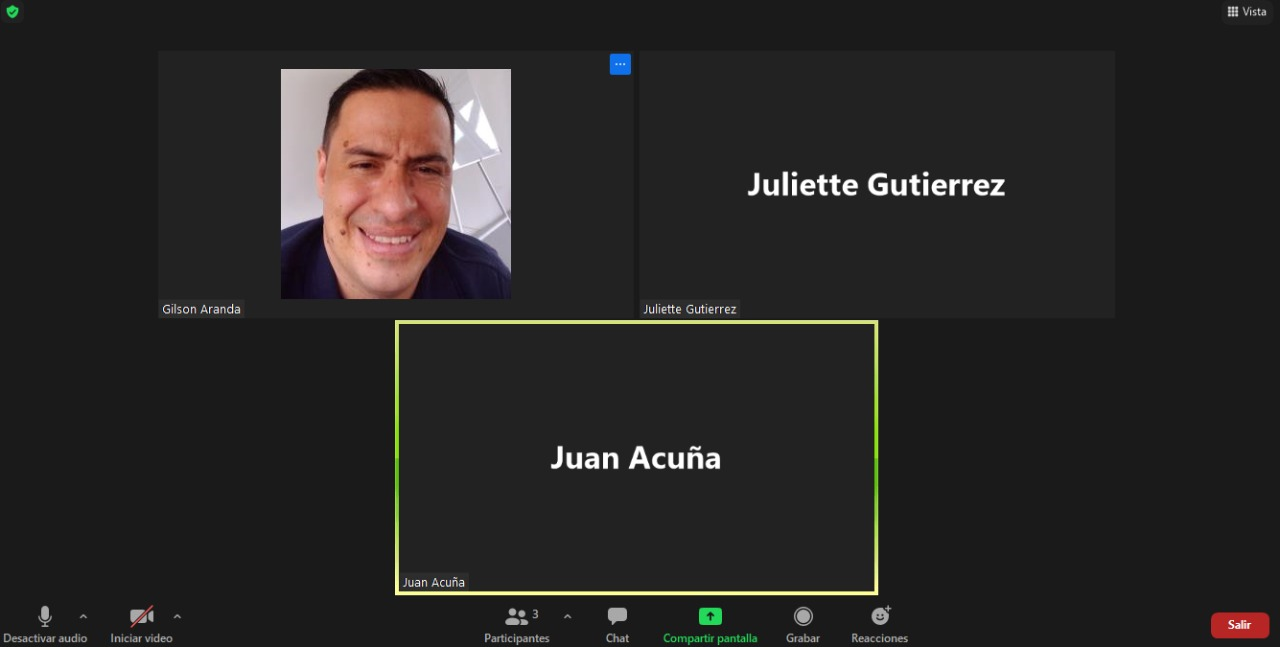 Vista
Gilson Aranda
Juliette Gutierrez
Juliette Gutierrez
Juan Acuña
Juan Acuña
Desactivar audio
Iniciar video
3
Participantes
Chat
Compartir pantalla
Grabar
Reacciones
Salir